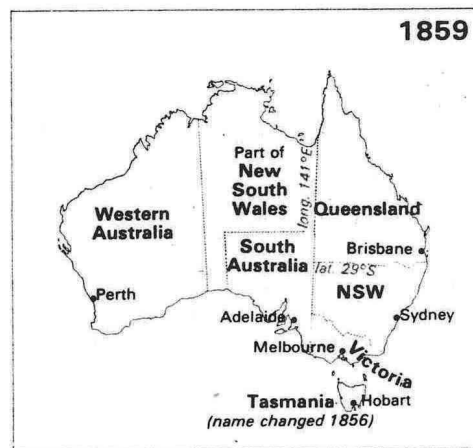 1859
Part of
New
South
Wales
long. 141°E
Western
Australia
Queensland
South
Australia
Brisbane
lat. 29°S
NSW
Perth
Adelaide
Sydney
Melbourne
Victoria
Tasmania
Hobart
(name changed 1856)